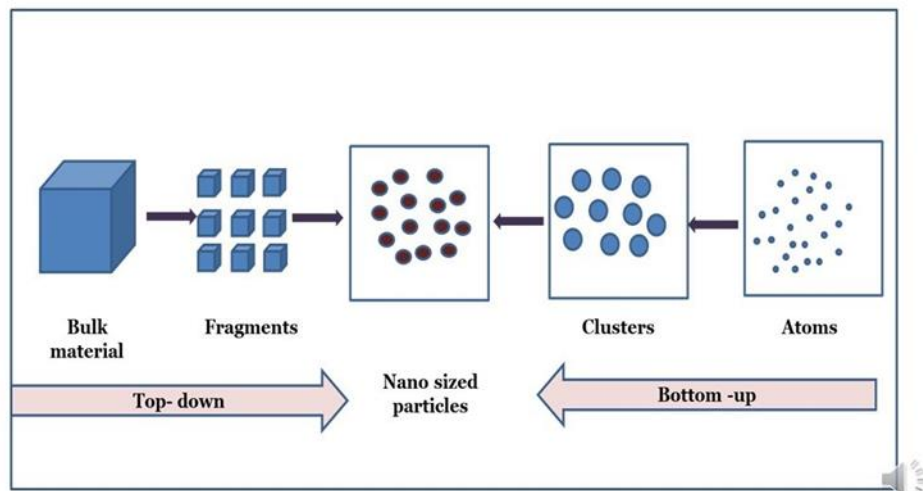 Bulk
material
Fragments
Clusters
Atoms
Top- down
Nano sized
particles
Bottom -up